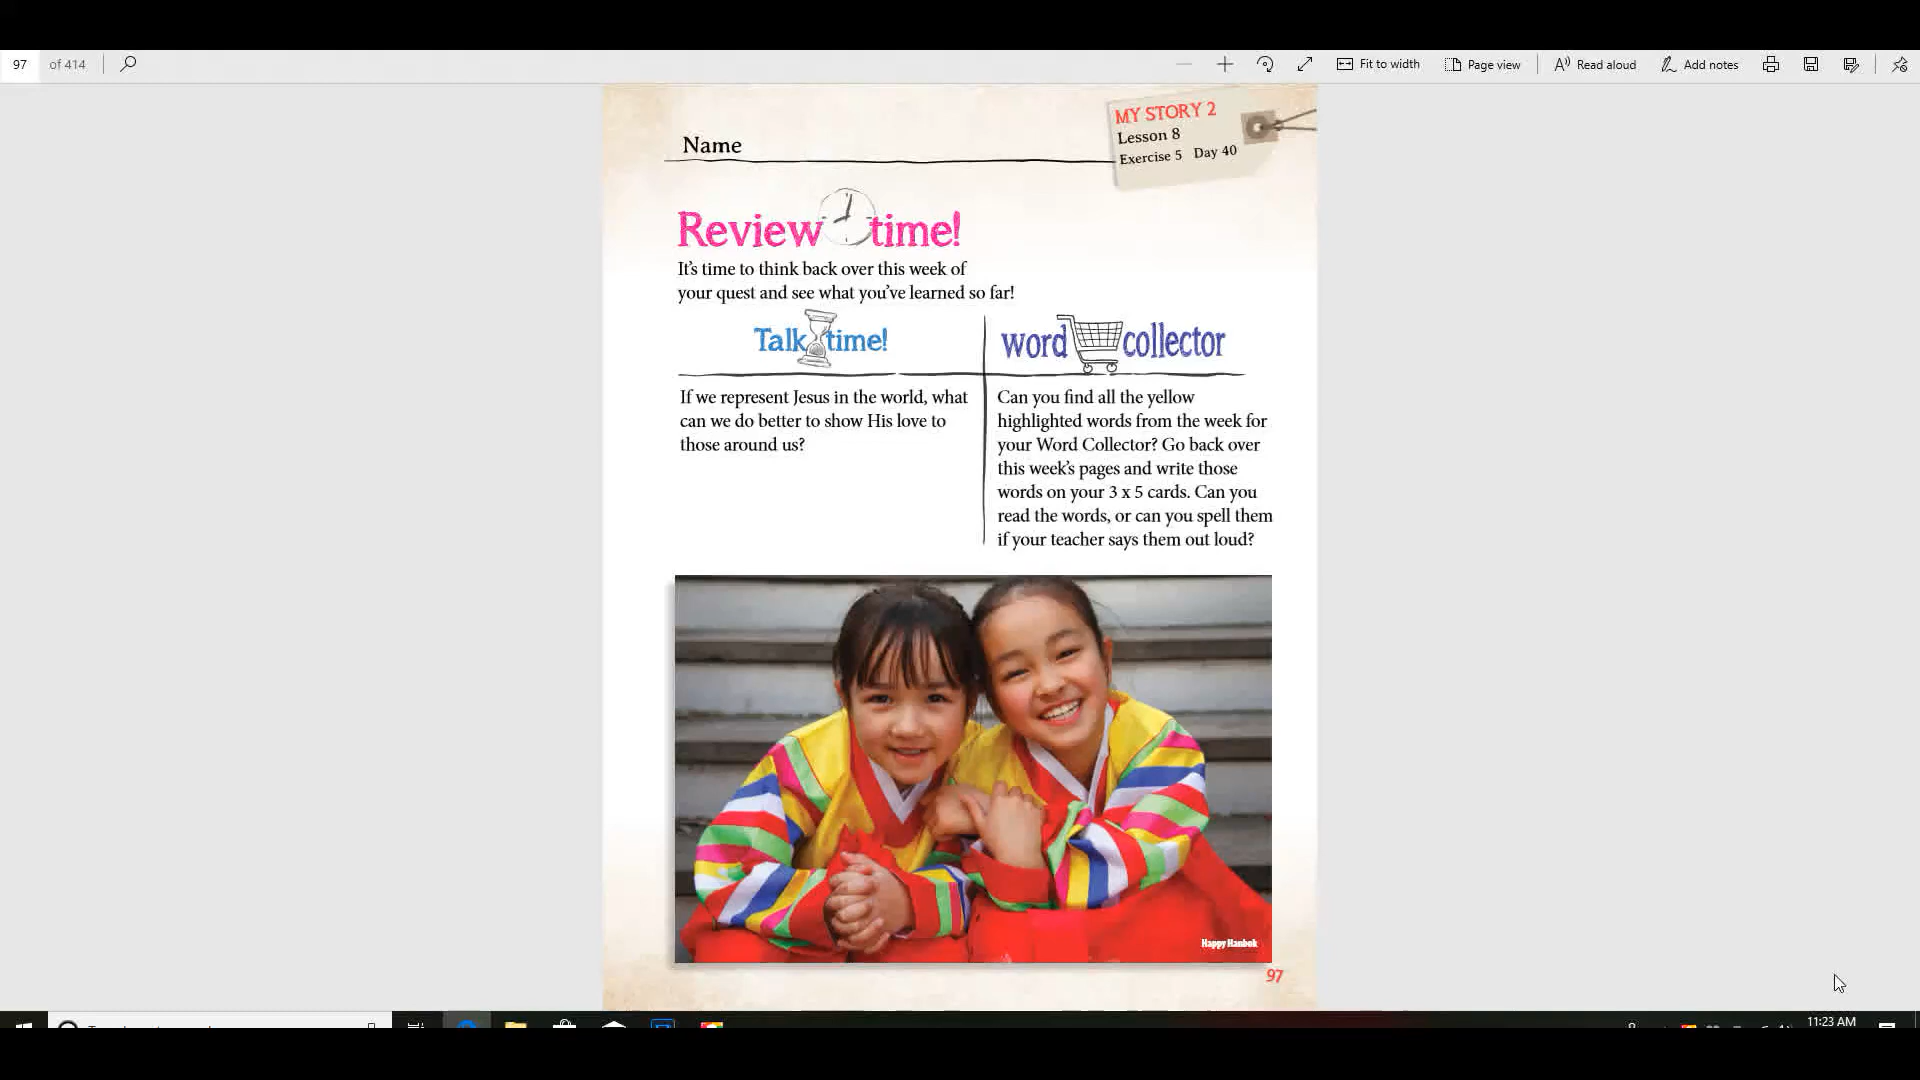 97 of 414
Fit to width
Page view
Read aloud
Add notes
MY STORY 2
Lesson 8
Exercise 5 Day 40
Name
Review time!
It's time to think back over this week of
your quest and see what you've learned so far!
Talk time!
If we represent Jesus in the world, what
can we do better to show His love to
those around us?
word collector
Can you find all the yellow
highlighted words from the week for
your Word Collector? Go back over
this week's pages and write those
words on your 3 x 5 cards. Can you
read the words, or can you spell them
if your teacher says them out loud?
Happy Hanbok
97
11:23 AM